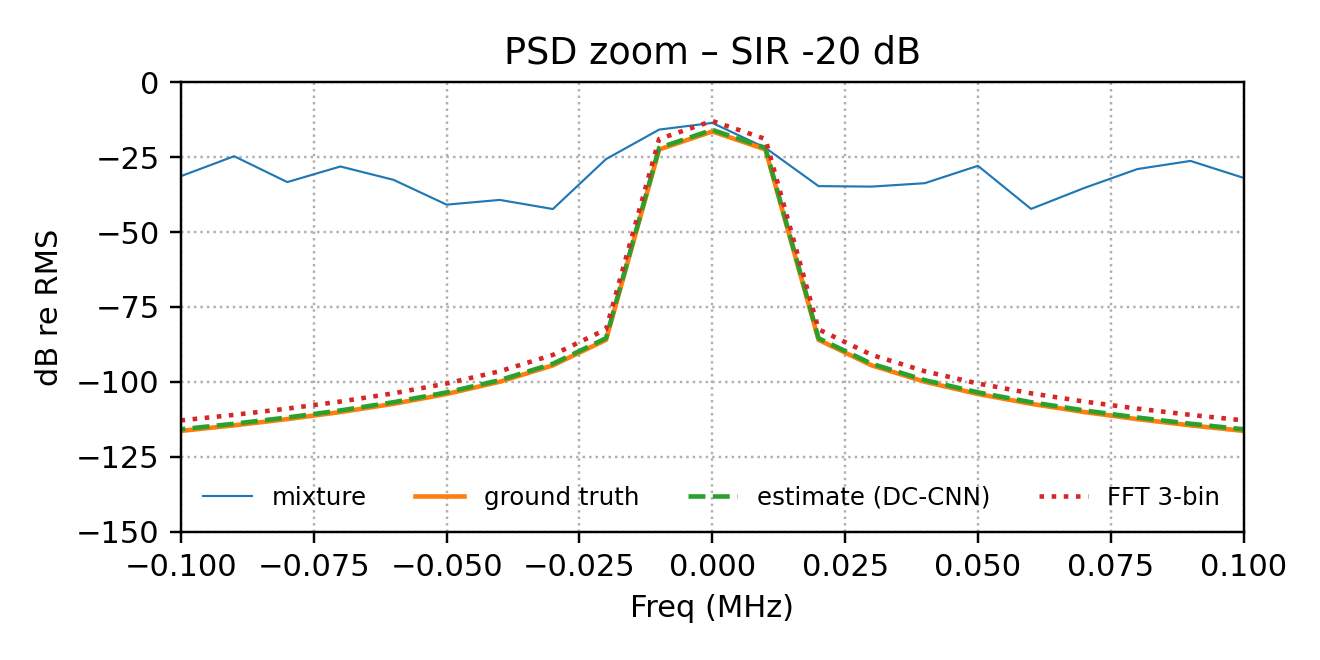 PSD zoom – SIR -20 dB
0
−25
−50
−75
−100
−125
−150
dB re RMS
mixture ground truth estimate (DC-CNN) FFT 3-bin
−0.100 −0.075 −0.050 −0.025 0.000 0.025 0.050 0.075 0.100
Freq (MHz)